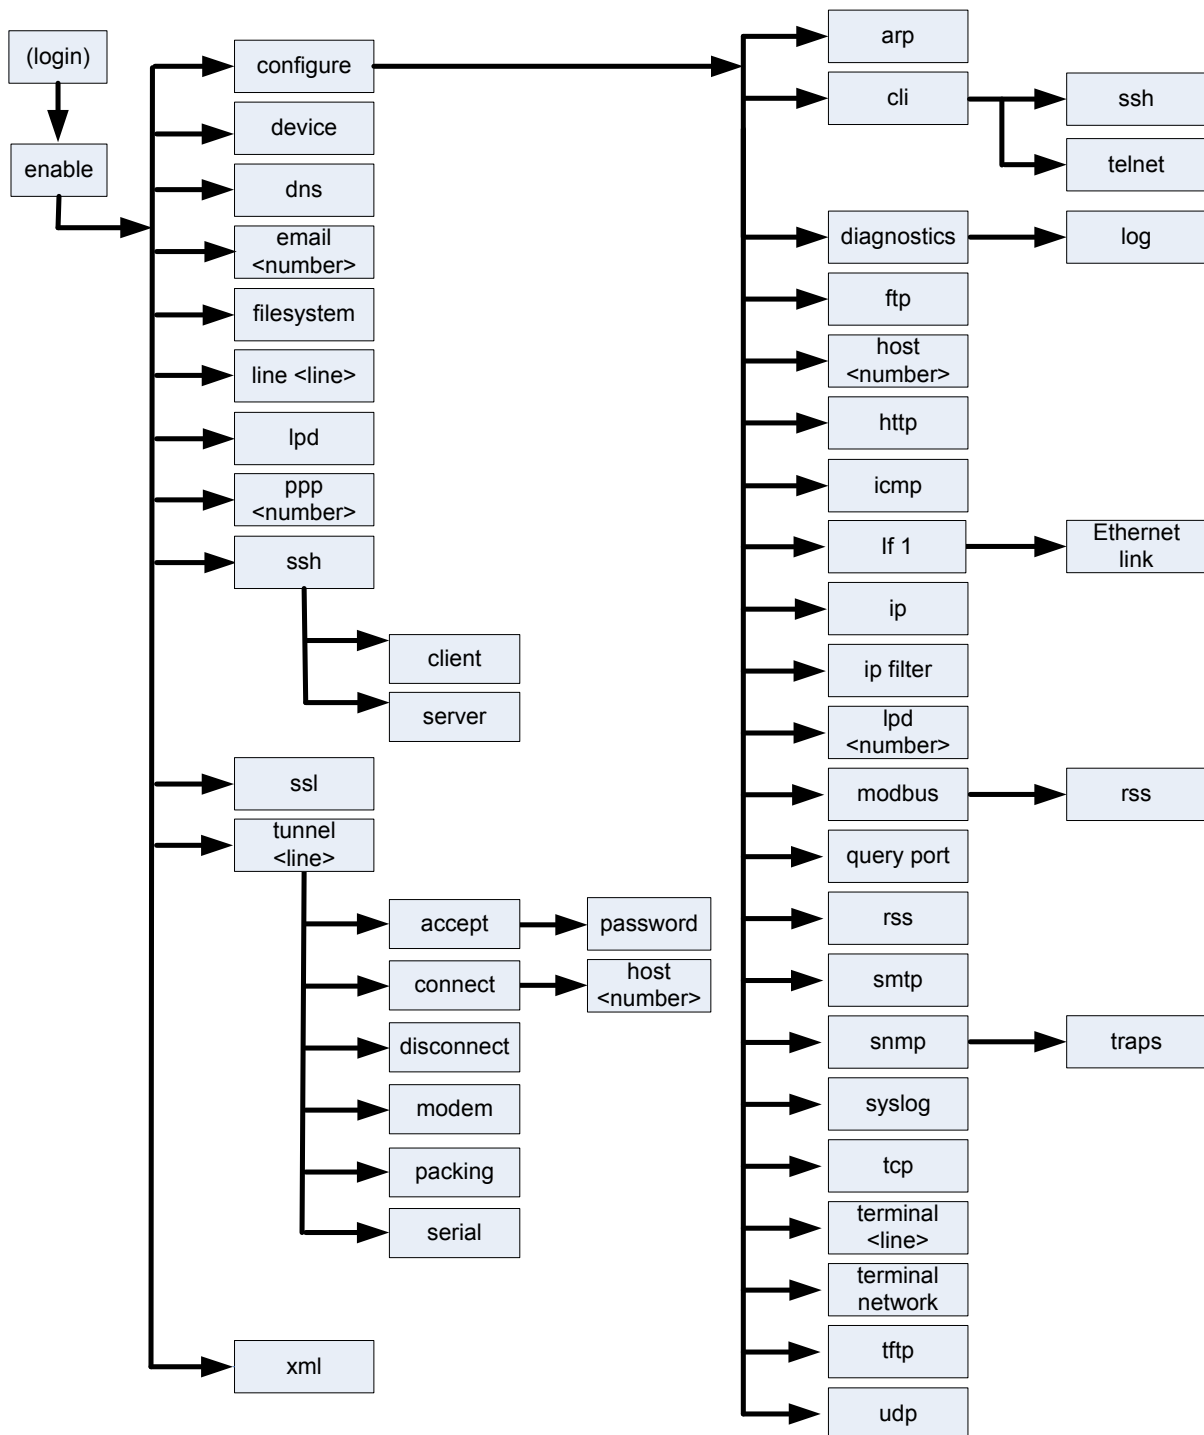 (login)
enable
configure
device
dns
email
<number>
filesystem
line <line>
lpd
ppp
<number>
ssh
client
server
ssl
tunnel
<line>
accept
password
connect
host
<number>
disconnect
modem
packing
serial
xml
arp
cli
ssh
telnet
diagnostics
log
ftp
host
<number>
http
icmp
If 1
Ethernet
link
ip
ip filter
lpd
<number>
modbus
rss
query port
rss
smtp
snmp
traps
syslog
tcp
terminal
<line>
terminal
network
tftp
udp